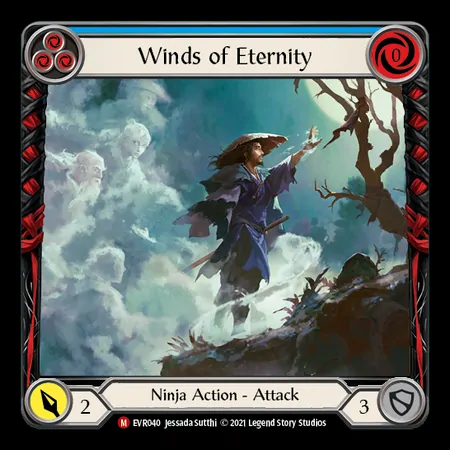 Winds of Eternity
0
Ninja Action - Attack
2
3
M EVR040 Jessada Sutthi © 2021 Legend Story Studios